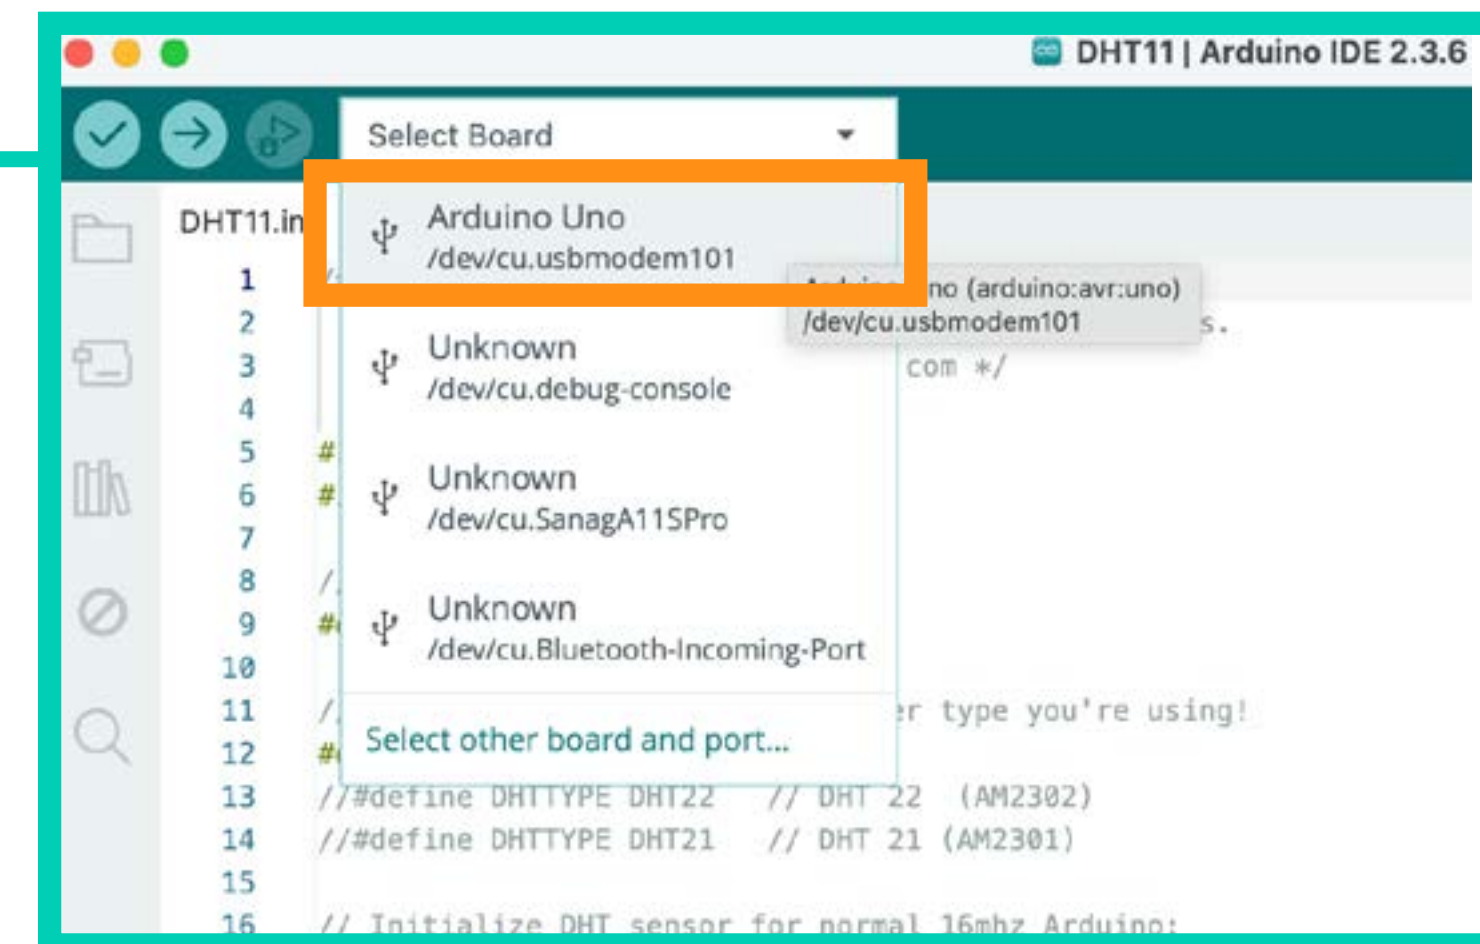 DHT11 | Arduino IDE 2.3.6
Select Board
DHT11.in
Arduino Uno
/dev/cu.usbmodem101
no (arduino:avr:uno)
/dev/cu.usbmodem101
1
2 s.
Unknown
/dev/cu.debug-console
3 com */
4
5 #
Unknown
/dev/cu.SanagA11SPro
6 #
7
8 /
Unknown
/dev/cu.Bluetooth-Incoming-Port
9 #
10
11 / er type you're using!
Select other board and port...
12 #
13 //#define DHTTYPE DHT22 // DHT 22 (AM2302)
14 //#define DHTTYPE DHT21 // DHT 21 (AM2301)
15
16 // Initialize DHT sensor for normal 16mhz Arduino: